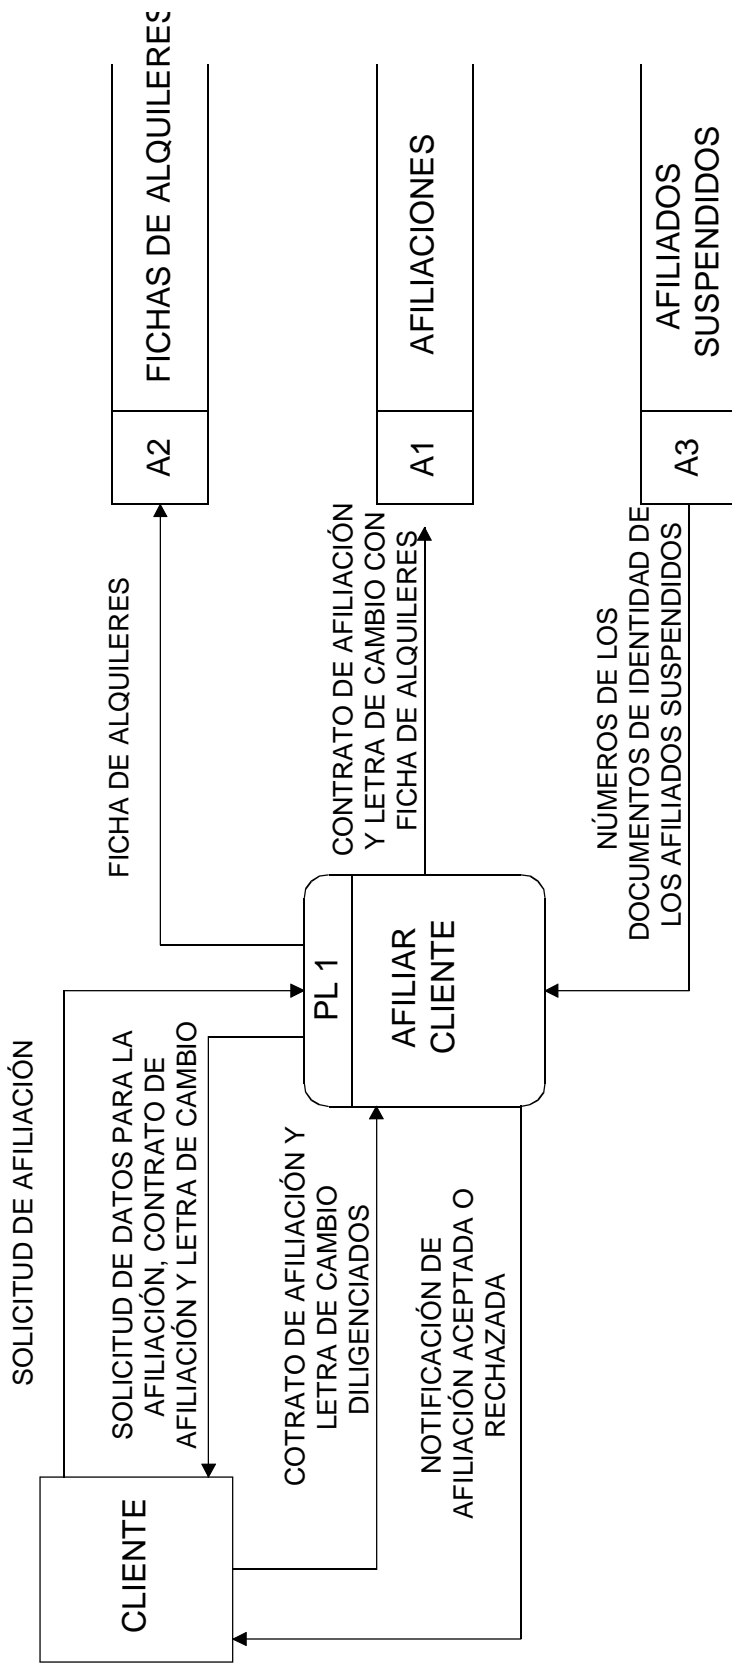 SOLICITUD DE AFILIACIÓN
SOLICITUD DE DATOS PARA LA
AFILIACIÓN, CONTRATO DE
AFILIACIÓN Y LETRA DE CAMBIO
CLIENTE
COTRATO DE AFILIACIÓN Y
LETRA DE CAMBIO
DILIGENCIADOS
NOTIFICACIÓN DE
AFILIACIÓN ACEPTADA O
RECHAZADA
PL 1
AFILIAR
CLIENTE
FICHA DE ALQUILERES
CONTRATO DE AFILIACIÓN
Y LETRA DE CAMBIO CON
FICHA DE ALQUILERES
NÚMEROS DE LOS
DOCUMENTOS DE IDENTIDAD DE
LOS AFILIADOS SUSPENDIDOS
A2
FICHAS DE ALQUILERES
A1
AFILIACIONES
A3
AFILIADOS
SUSPENDIDOS